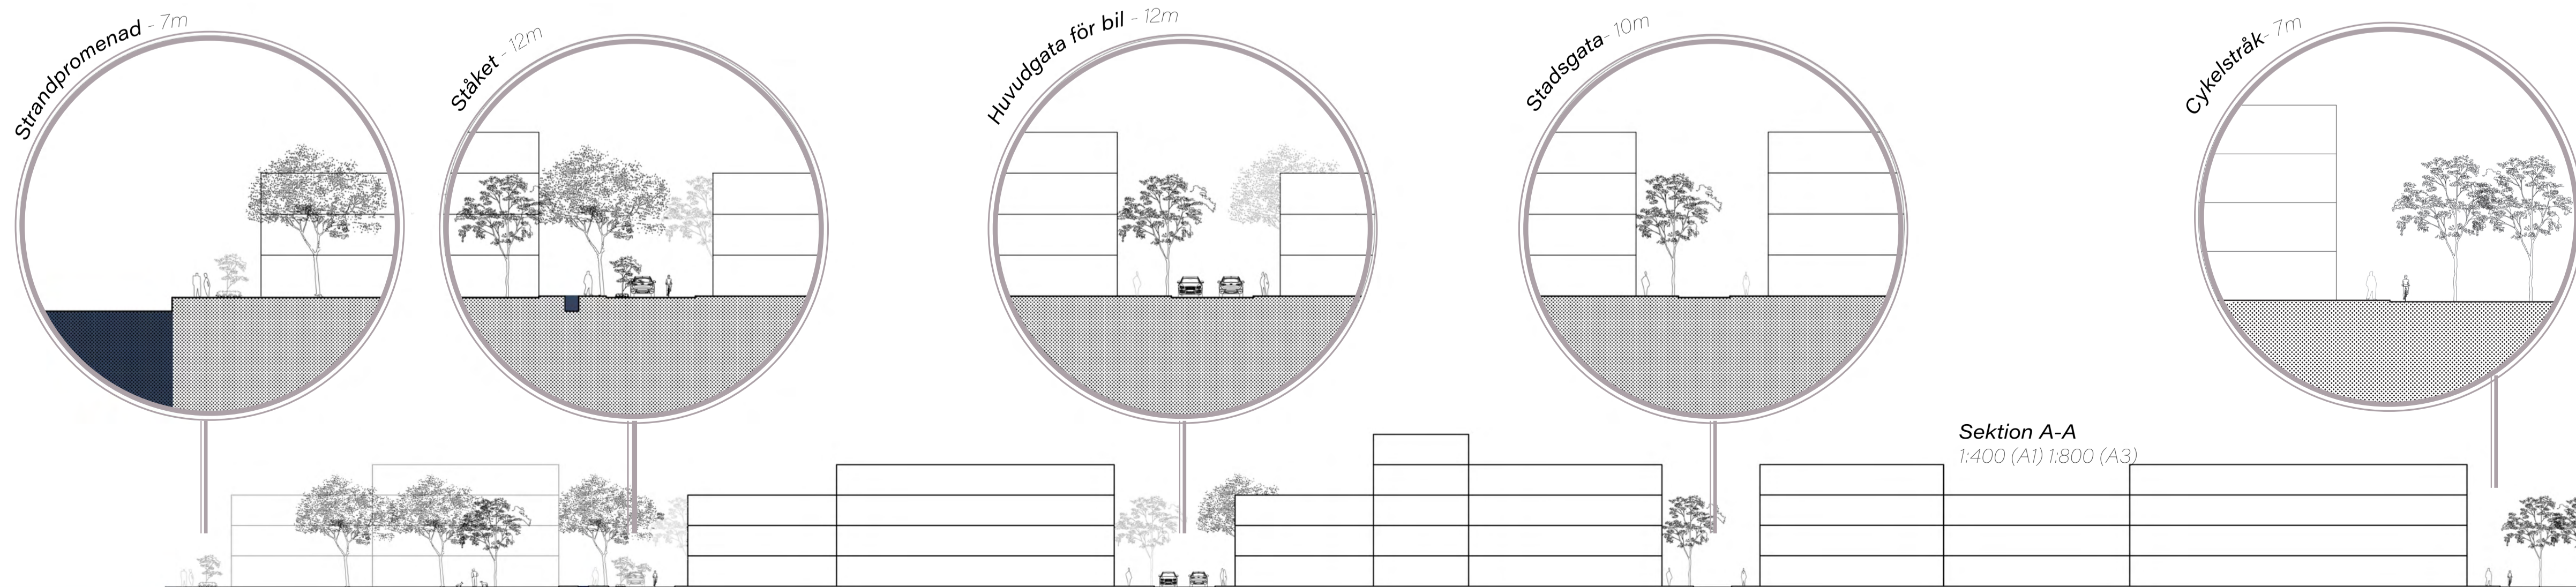 Strandpromenad - 7m
Ståket - 12m
Huvudgata för bil - 12m
Stadsgata- 10m
Cykelstråk- 7m
Sektion A-A
1:400 (A1) 1:800 (A3)